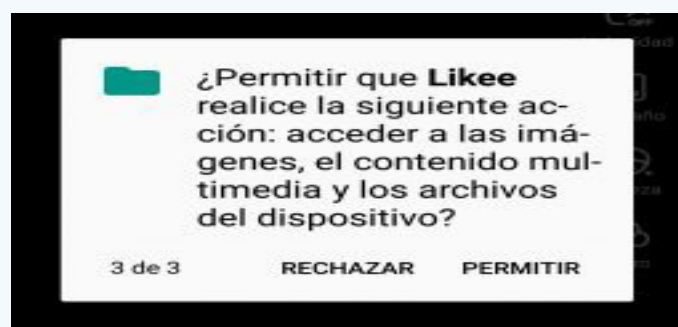 ¿Permitir que Likee
realice la siguiente ac-
ción: acceder a las imá-
genes, el contenido mul-
timedia y los archivos
del dispositivo?
3 de 3 RECHAZAR PERMITIR
OFF